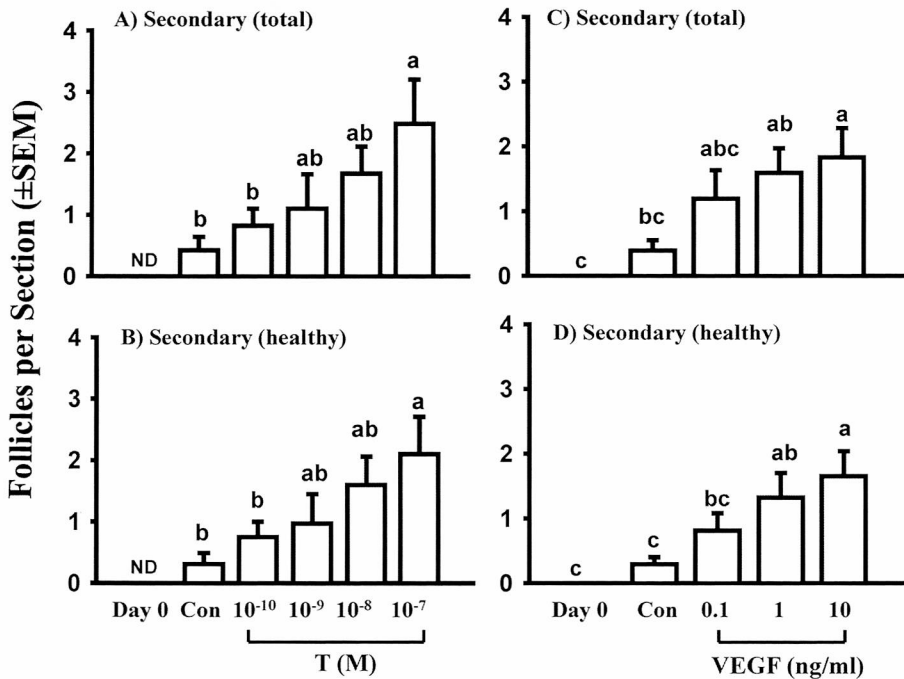 Follicles per Section (±SEM)
A) Secondary (total)
4
3
2
1
0
ND
b
b
ab
ab
a
B) Secondary (healthy)
4
3
2
1
0
ND
b
b
ab
ab
a
Day 0 Con 10⁻¹⁰ 10⁻⁹ 10⁻⁸ 10⁻⁷
T (M)
C) Secondary (total)
4
3
2
1
0
c
bc
abc
ab
a
D) Secondary (healthy)
4
3
2
1
0
c
c
bc
ab
a
Day 0 Con 0.1 1 10
VEGF (ng/ml)